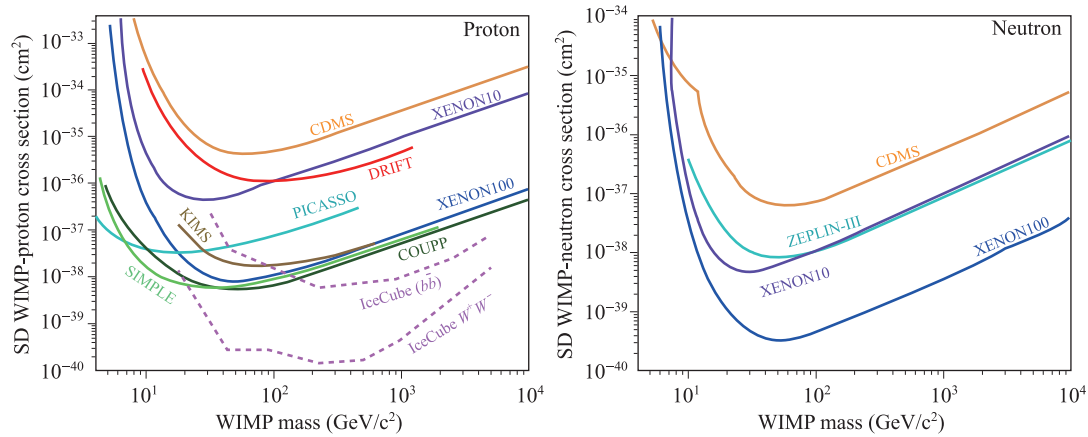 Proton
SD WIMP-proton cross section (cm²)
10⁻³³
10⁻³⁴
10⁻³⁵
10⁻³⁶
10⁻³⁷
10⁻³⁸
10⁻³⁹
10⁻⁴⁰
CDMS
XENON10
DRIFT
PICASSO
XENON100
KIMS
COUPP
SIMPLE
IceCube (bb̄)
IceCube W⁺W⁻
10¹
10²
10³
10⁴
WIMP mass (GeV/c²)
Neutron
SD WIMP-neutron cross section (cm²)
10⁻³⁴
10⁻³⁵
10⁻³⁶
10⁻³⁷
10⁻³⁸
10⁻³⁹
10⁻⁴⁰
CDMS
ZEPLIN-III
XENON10
XENON100
10¹
10²
10³
10⁴
WIMP mass (GeV/c²)